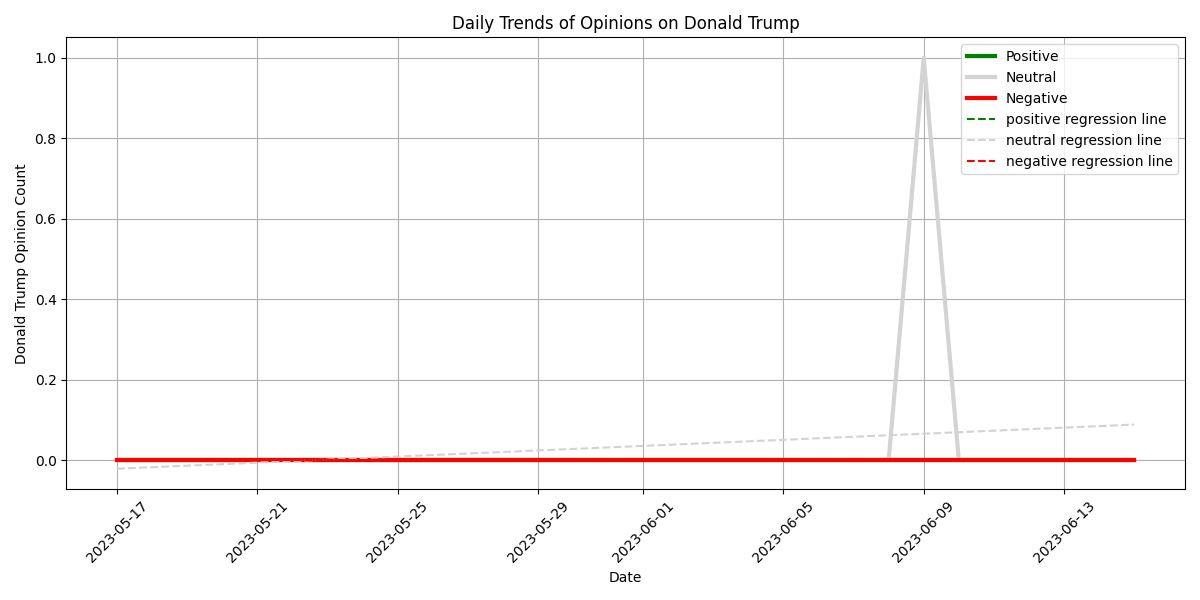 Daily Trends of Opinions on Donald Trump
Positive
Neutral
Negative
positive regression line
neutral regression line
negative regression line
Donald Trump Opinion Count
1.0
0.8
0.6
0.4
0.2
0.0
2023-05-17
2023-05-21
2023-05-25
2023-05-29
2023-06-01
2023-06-05
2023-06-09
2023-06-13
Date